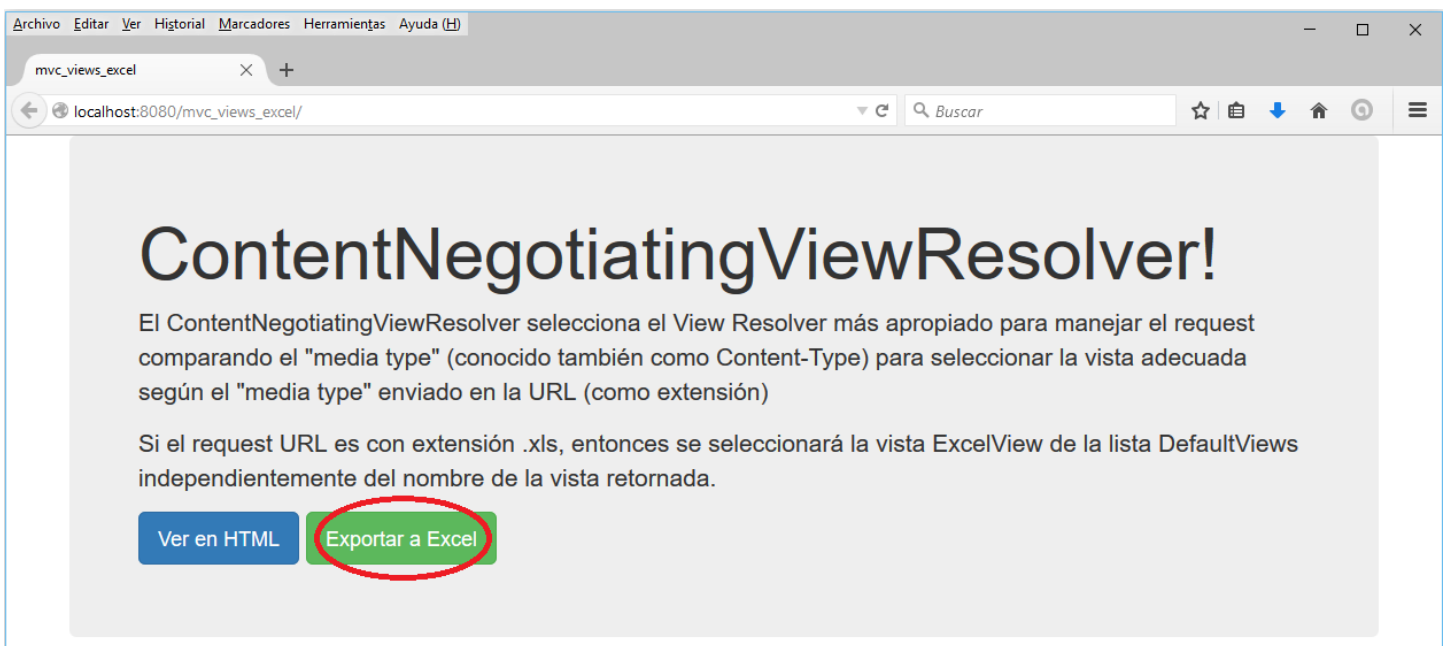 Archivo Editar Ver Historial Marcadores Herramientas Ayuda (H)
mvc_views_excel
localhost:8080/mvc_views_excel/
Buscar
ContentNegotiatingViewResolver!
El ContentNegotiatingViewResolver selecciona el View Resolver más apropiado para manejar el request
comparando el "media type" (conocido también como Content-Type) para seleccionar la vista adecuada
según el "media type" enviado en la URL (como extensión)
Si el request URL es con extensión .xls, entonces se seleccionará la vista ExcelView de la lista DefaultViews
independientemente del nombre de la vista retornada.
Ver en HTML Exportar a Excel